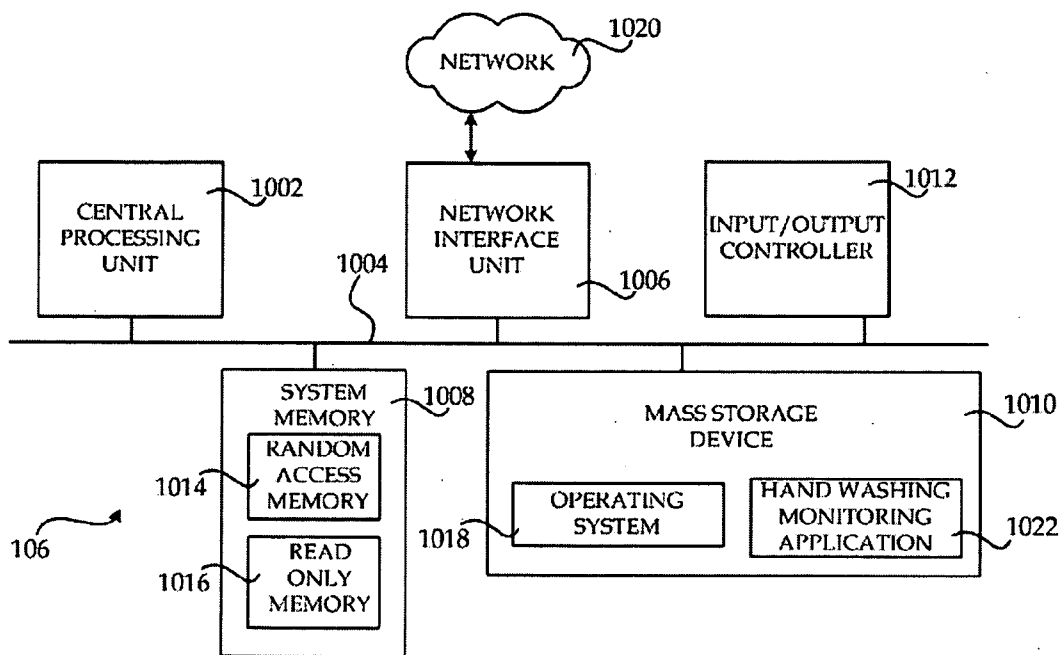 1020
NETWORK
1002
CENTRAL
PROCESSING
UNIT
NETWORK
INTERFACE
UNIT
1006
1012
INPUT/OUTPUT
CONTROLLER
1004
SYSTEM
MEMORY
1008
RANDOM
ACCESS
MEMORY
1014
READ
ONLY
MEMORY
1016
106
MASS STORAGE
DEVICE
1010
OPERATING
SYSTEM
1018
HAND WASHING
MONITORING
APPLICATION
1022